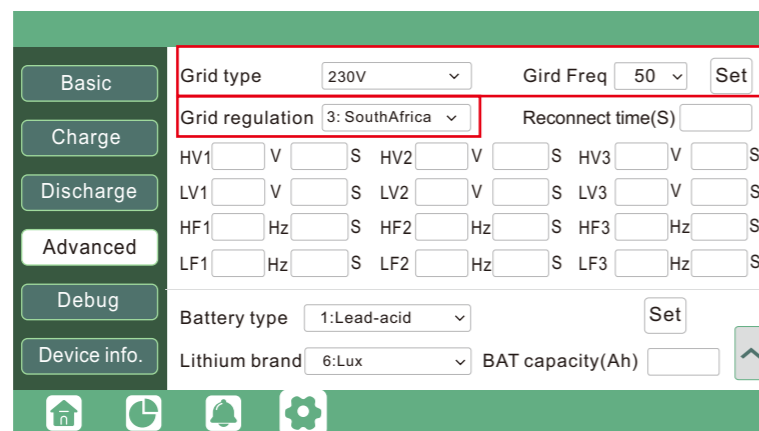 Basic
Charge
Discharge
Advanced
Debug
Device info.
Grid type 230V Gird Freq 50 Set
Grid regulation 3: SouthAfrica Reconnect time(S)
HV1 V S HV2 V S HV3 V S
LV1 V S LV2 V S LV3 V S
HF1 Hz S HF2 Hz S HF3 Hz S
LF1 Hz S LF2 Hz S LF3 Hz S
Battery type 1:Lead-acid Set
Lithium brand 6:Lux BAT capacity(Ah)